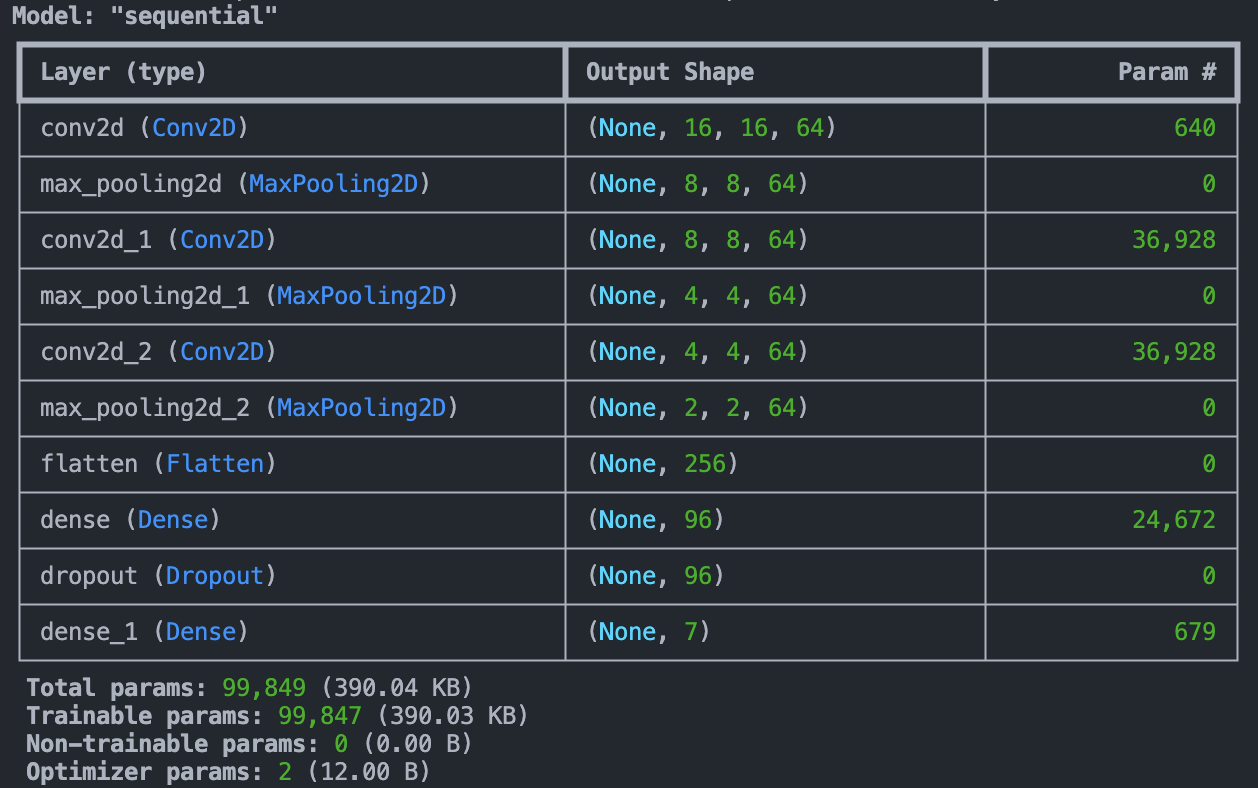 Model: "sequential"
Layer (type) Output Shape Param #
conv2d (Conv2D) (None, 16, 16, 64) 640
max_pooling2d (MaxPooling2D) (None, 8, 8, 64) 0
conv2d_1 (Conv2D) (None, 8, 8, 64) 36,928
max_pooling2d_1 (MaxPooling2D) (None, 4, 4, 64) 0
conv2d_2 (Conv2D) (None, 4, 4, 64) 36,928
max_pooling2d_2 (MaxPooling2D) (None, 2, 2, 64) 0
flatten (Flatten) (None, 256) 0
dense (Dense) (None, 96) 24,672
dropout (Dropout) (None, 96) 0
dense_1 (Dense) (None, 7) 679
Total params: 99,849 (390.04 KB)
Trainable params: 99,847 (390.03 KB)
Non-trainable params: 0 (0.00 B)
Optimizer params: 2 (12.00 B)